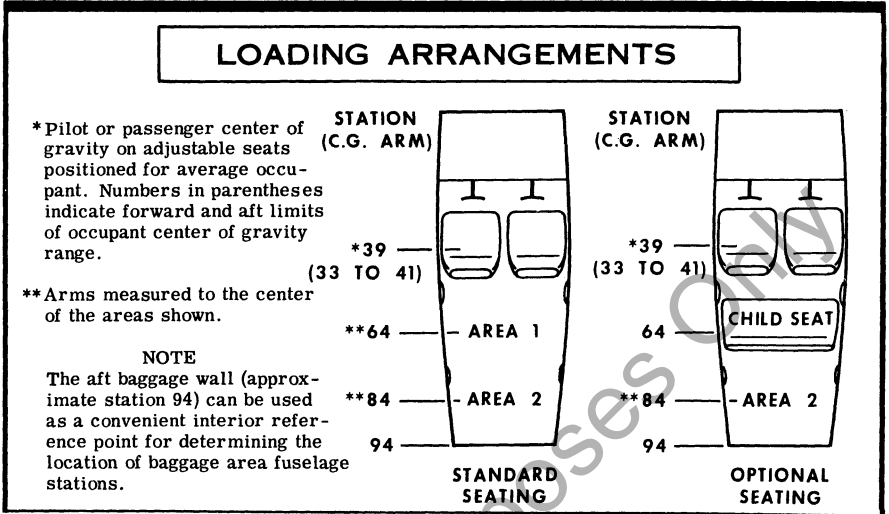 LOADING ARRANGEMENTS
*Pilot or passenger center of
gravity on adjustable seats
positioned for average occu-
pant. Numbers in parentheses
indicate forward and aft limits
of occupant center of gravity
range.
**Arms measured to the center
of the areas shown.
NOTE
The aft baggage wall (approx-
imate station 94) can be used
as a convenient interior refer-
ence point for determining the
location of baggage area fuselage
stations.
STATION
(C.G. ARM)
*39
(33 TO 41)
**64
AREA 1
**84
AREA 2
94
STANDARD
SEATING
STATION
(C.G. ARM)
*39
(33 TO 41)
64
CHILD SEAT
**84
AREA 2
94
OPTIONAL
SEATING
poses Only